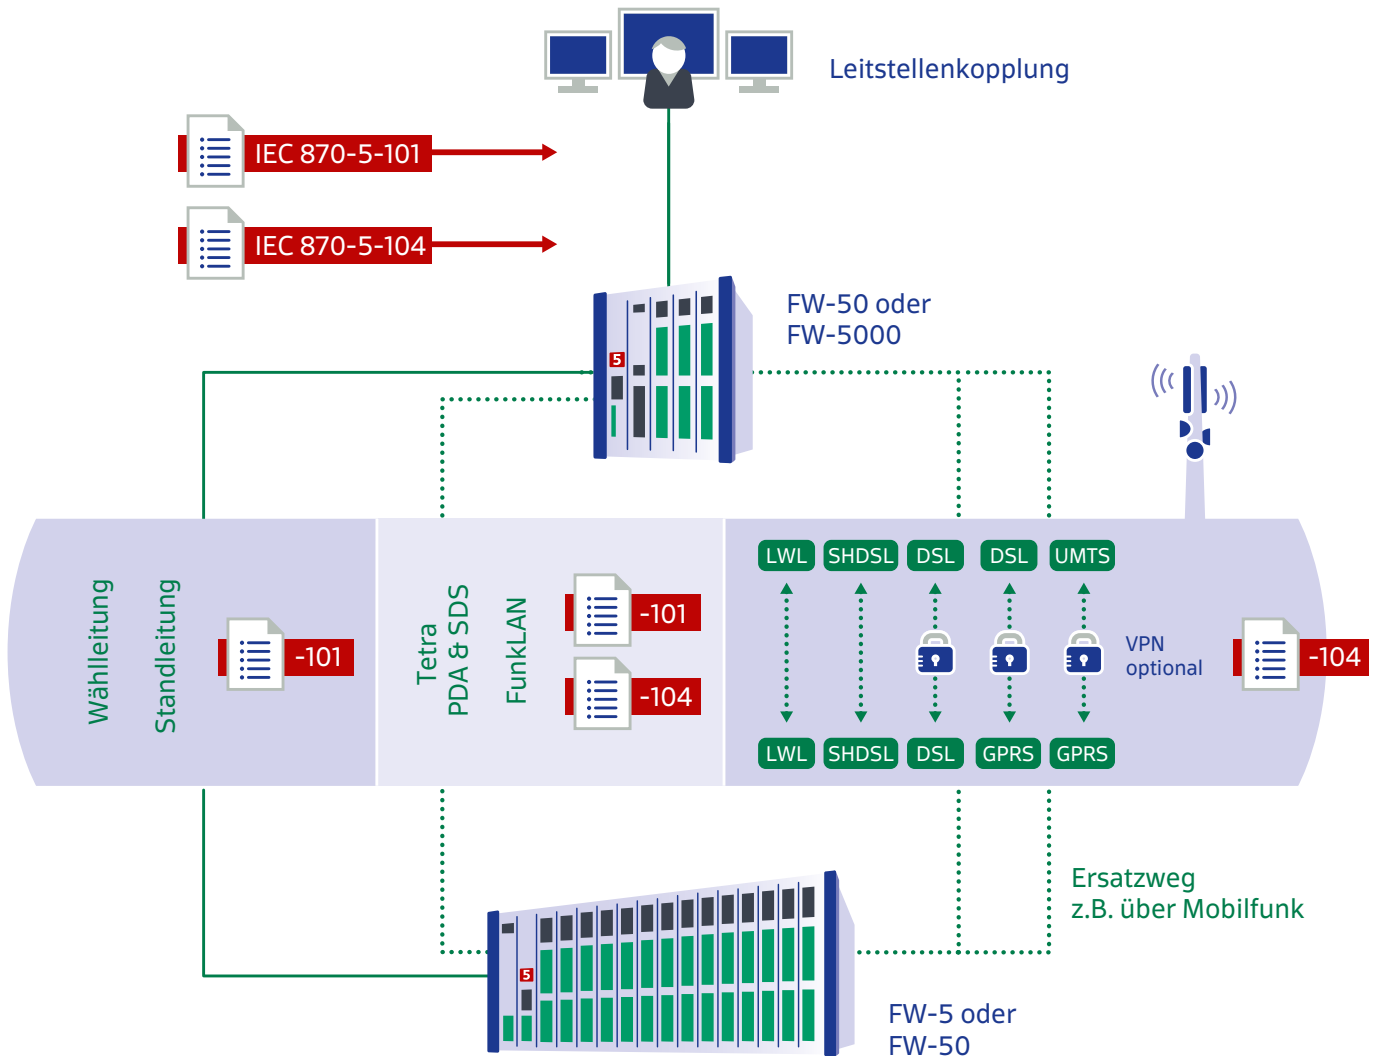 Leitstellenkopplung
IEC 870-5-101
IEC 870-5-104
FW-50 oder
FW-5000
5
Wählleitung
Standleitung
-101
Tetra
PDA & SDS
FunkLAN
-101
-104
LWL
SHDSL
DSL
DSL
UMTS
VPN
optional
-104
LWL
SHDSL
DSL
GPRS
GPRS
Ersatzweg
z.B. über Mobilfunk
5
FW-5 oder
FW-50